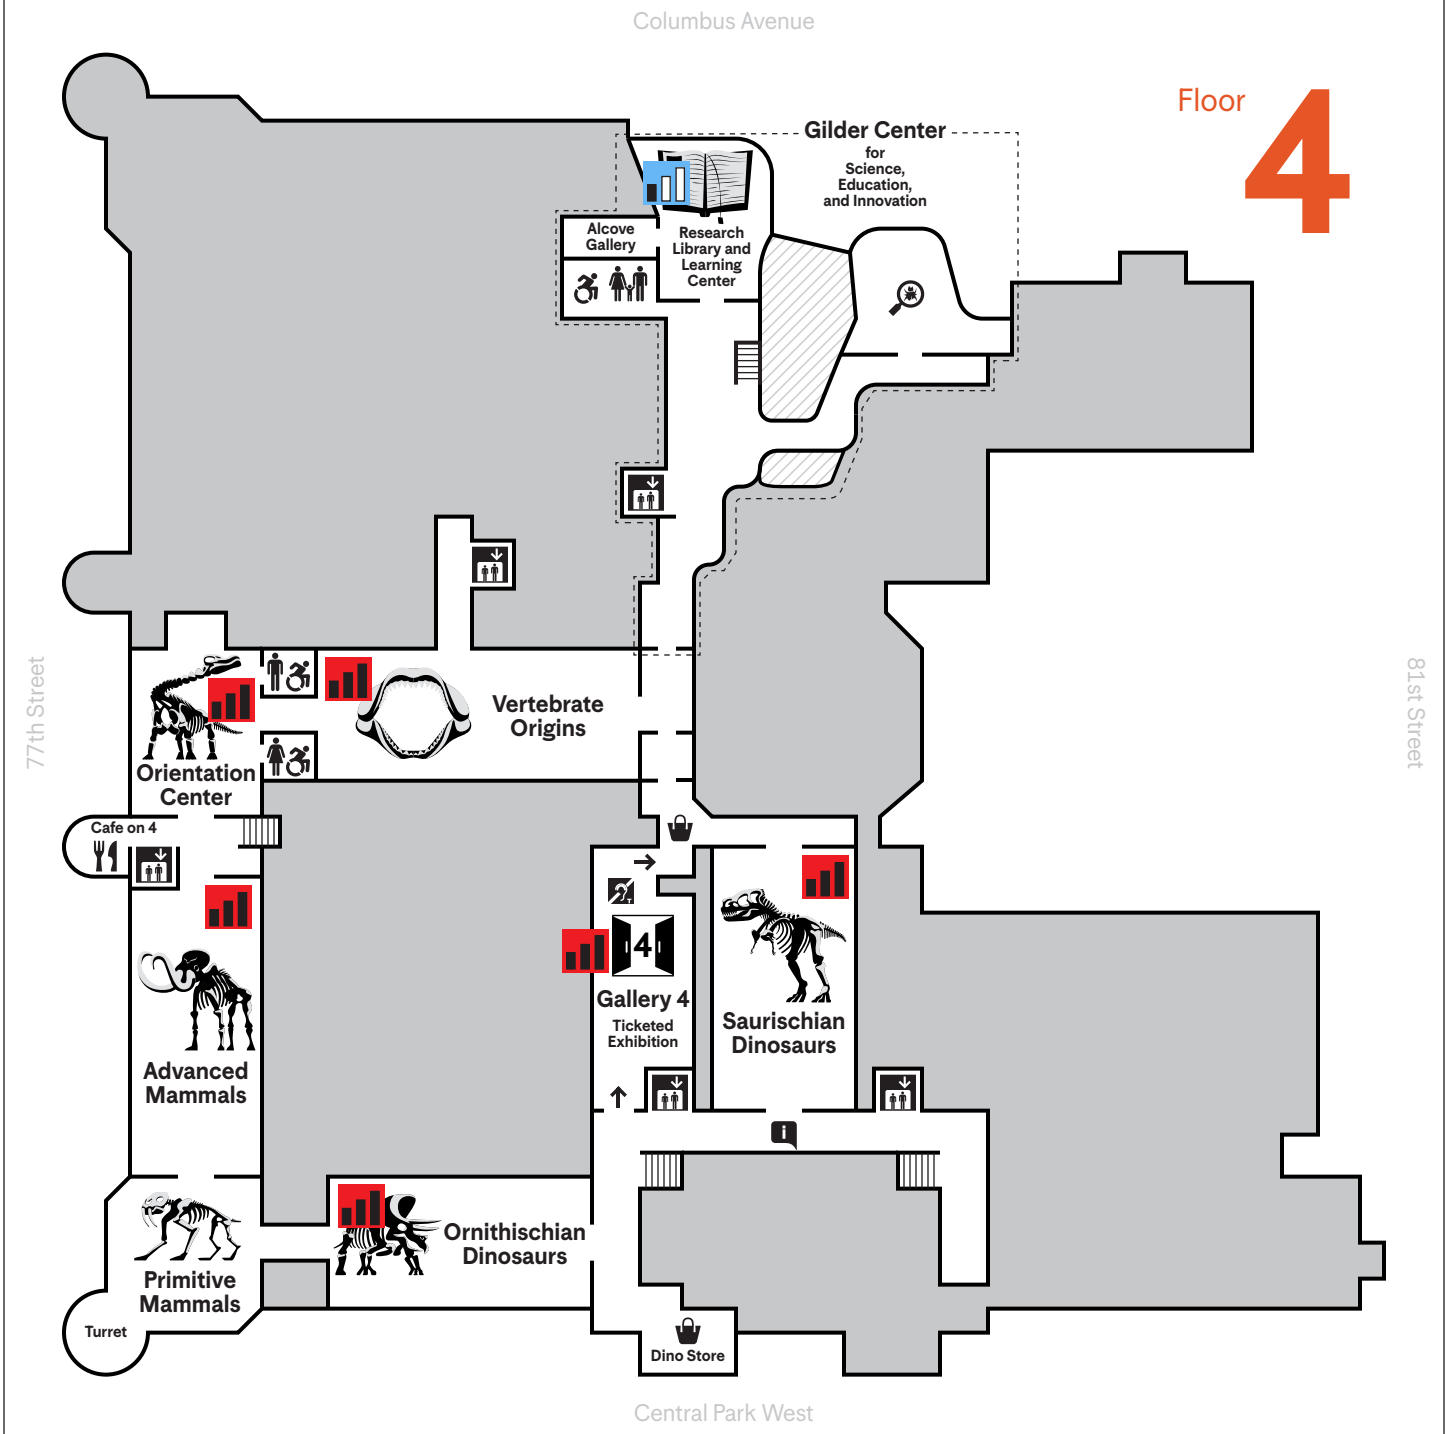 Columbus Avenue
Floor
4
Gilder Center
for
Science,
Education,
and Innovation
Alcove
Gallery
Research
Library and
Learning
Center
77th Street
81st Street
Vertebrate
Origins
Orientation
Center
Cafe on 4
4
Gallery 4
Ticketed
Exhibition
Saurischian
Dinosaurs
Advanced
Mammals
i
Ornithischian
Dinosaurs
Primitive
Mammals
Turret
Dino Store
Central Park West